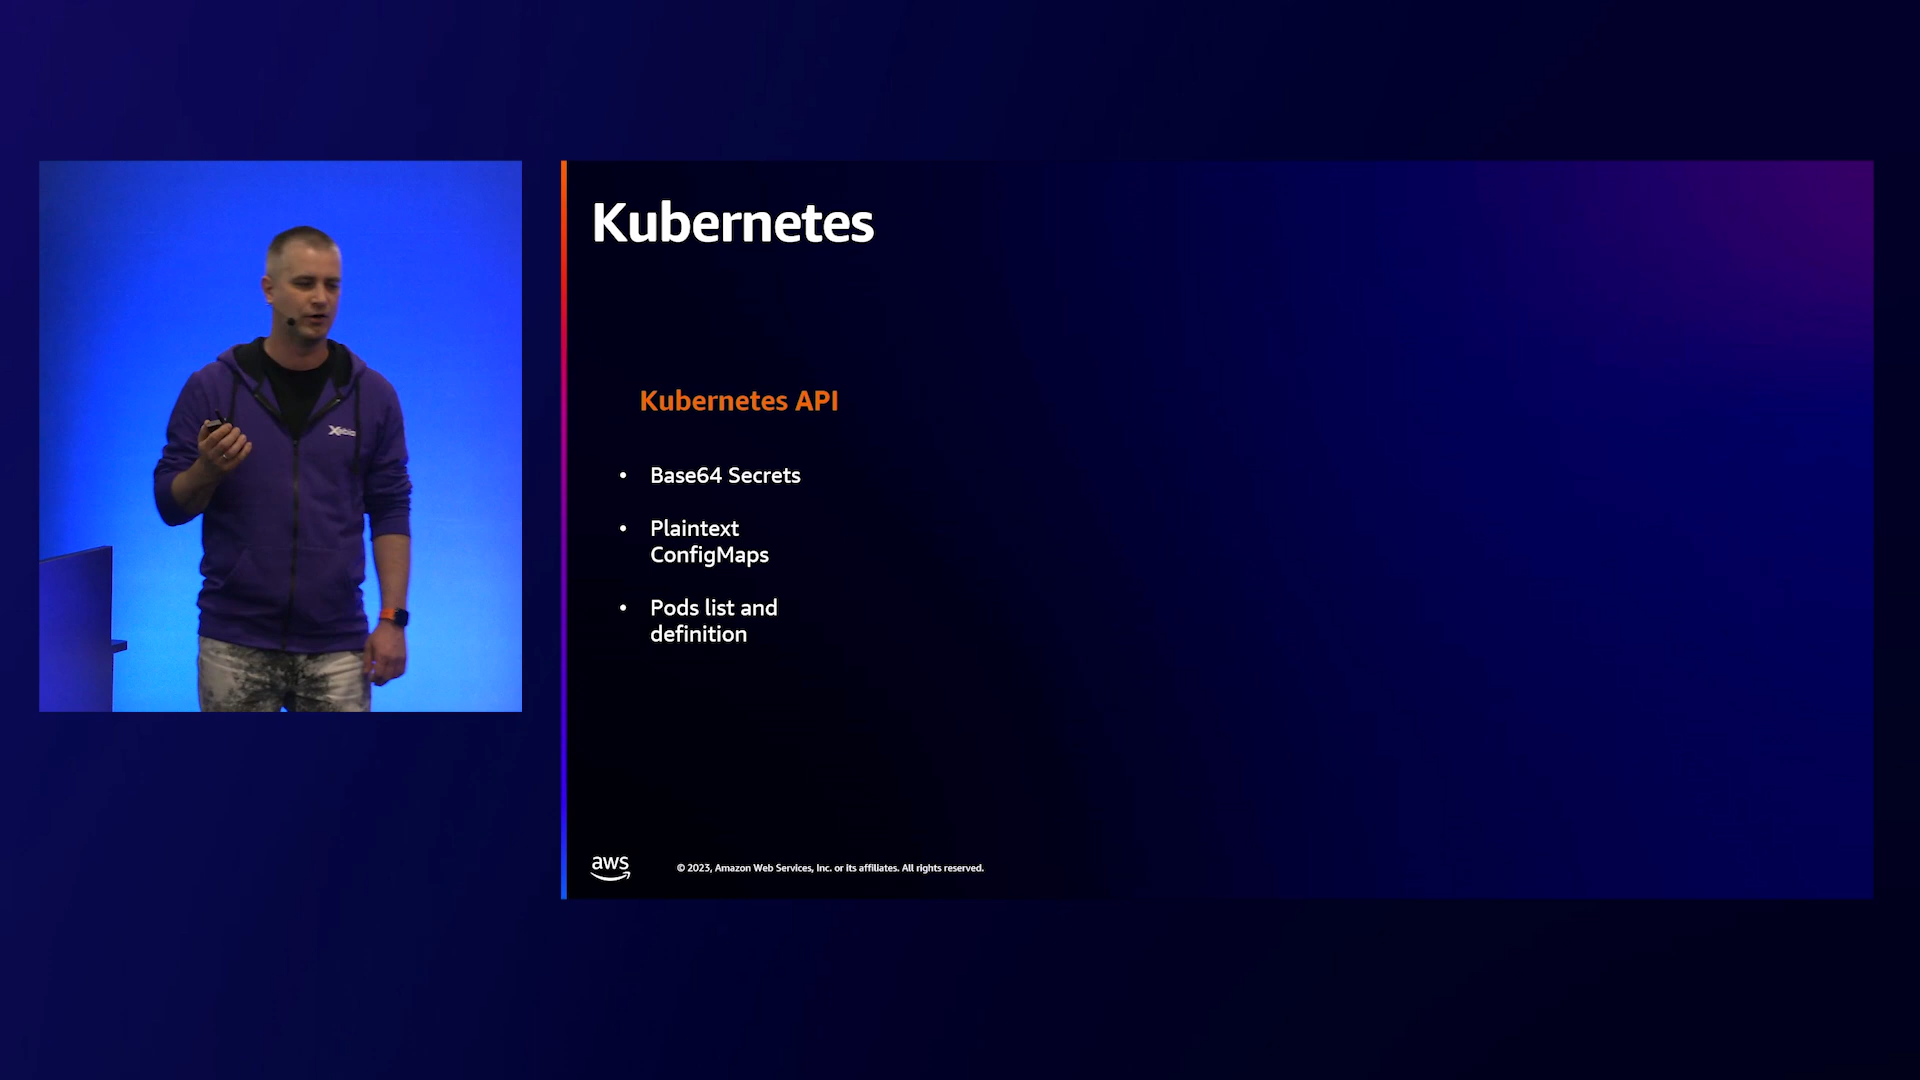 Kubernetes
Kubernetes API
• Base64 Secrets
• Plaintext
ConfigMaps
• Pods list and
definition
aws
© 2023, Amazon Web Services, Inc. or its affiliates. All rights reserved.
Xebia